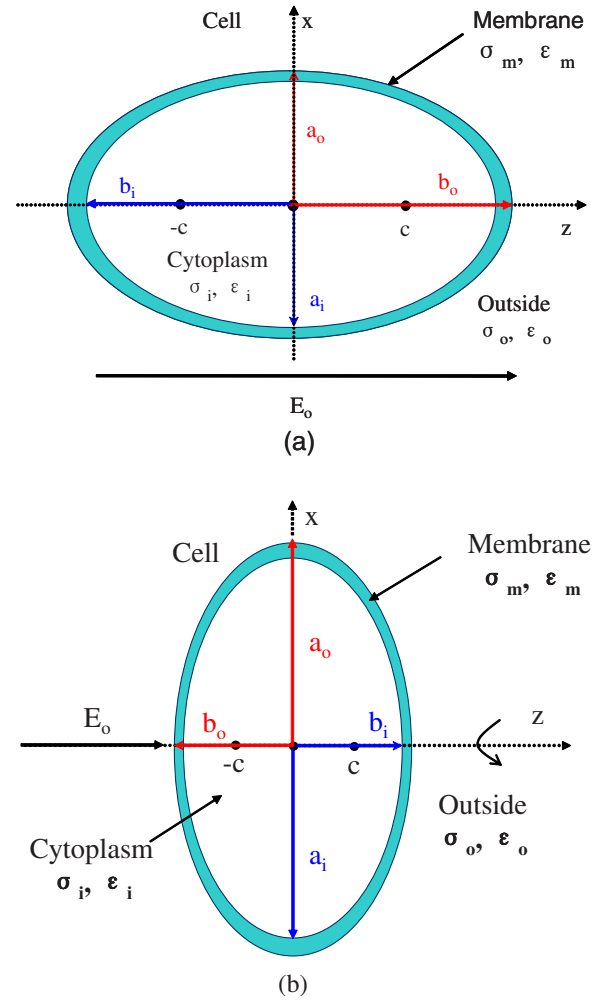 Cell
x
Membrane
σ m, ε m
a o
b i
b o
-c
c
z
Cytoplasm
σ i, ε i
a i
Outside
σ o, ε o
E o
(a)
x
Cell
Membrane
σ m, ε m
a o
E o
b o
b i
z
-c
c
Outside
σ o, ε o
Cytoplasm
σ i, ε i
a i
(b)